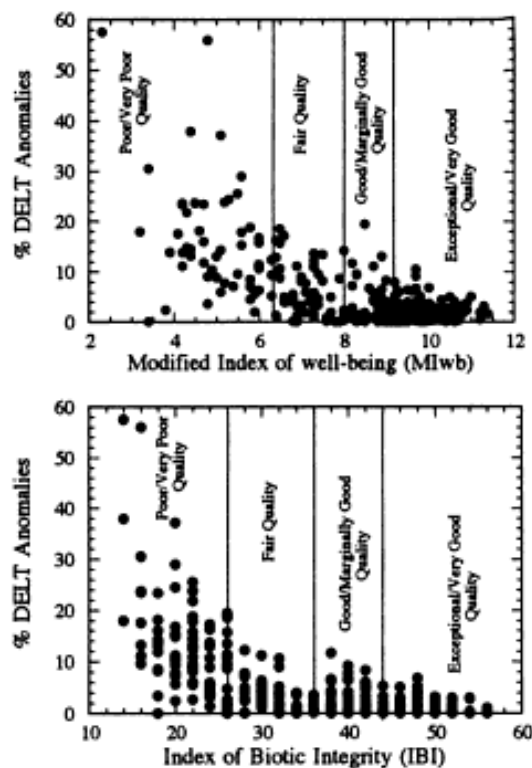 60
50
40
30
20
10
0
% DELT Anomalies
Poor/Very Poor
Quality
Fair Quality
Good/Marginally Good
Quality
Exceptional/Very Good
Quality
2 4 6 8 10 12
Modified Index of well-being (MIwb)
60
50
40
30
20
10
0
% DELT Anomalies
Poor/Very Poor
Quality
Fair Quality
Good/Marginally Good
Quality
Exceptional/Very Good
Quality
10 20 30 40 50 60
Index of Biotic Integrity (IBI)